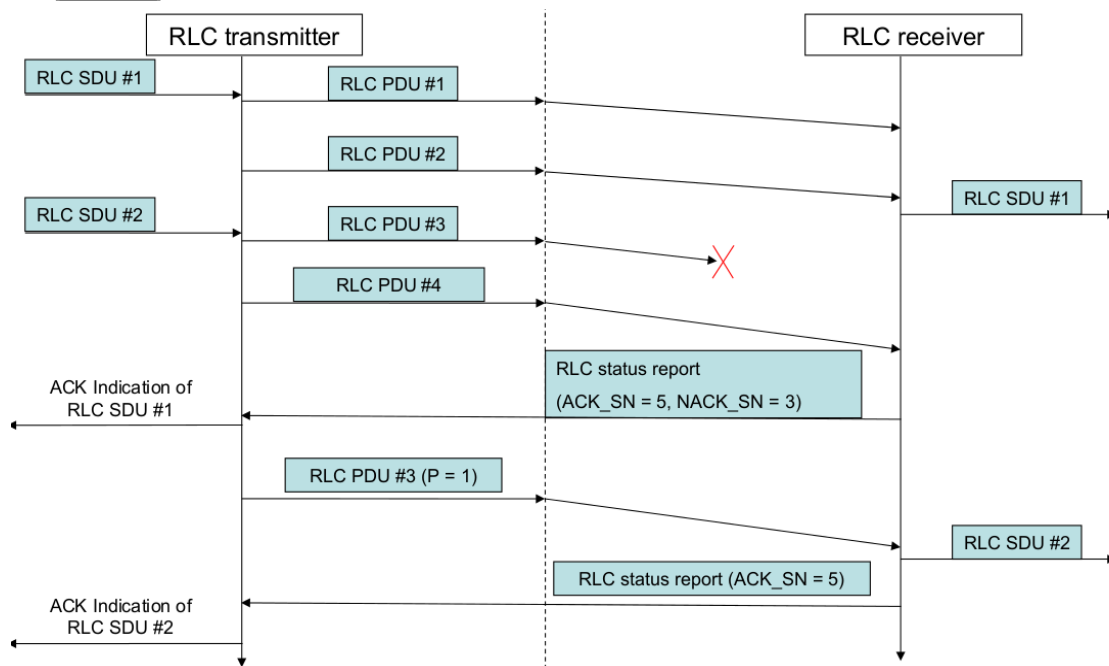 RLC transmitter
RLC receiver
RLC SDU #1
RLC PDU #1
RLC PDU #2
RLC SDU #1
RLC SDU #2
RLC PDU #3
RLC PDU #4
RLC status report
(ACK_SN = 5, NACK_SN = 3)
ACK Indication of
RLC SDU #1
RLC PDU #3 (P = 1)
RLC SDU #2
RLC status report (ACK_SN = 5)
ACK Indication of
RLC SDU #2